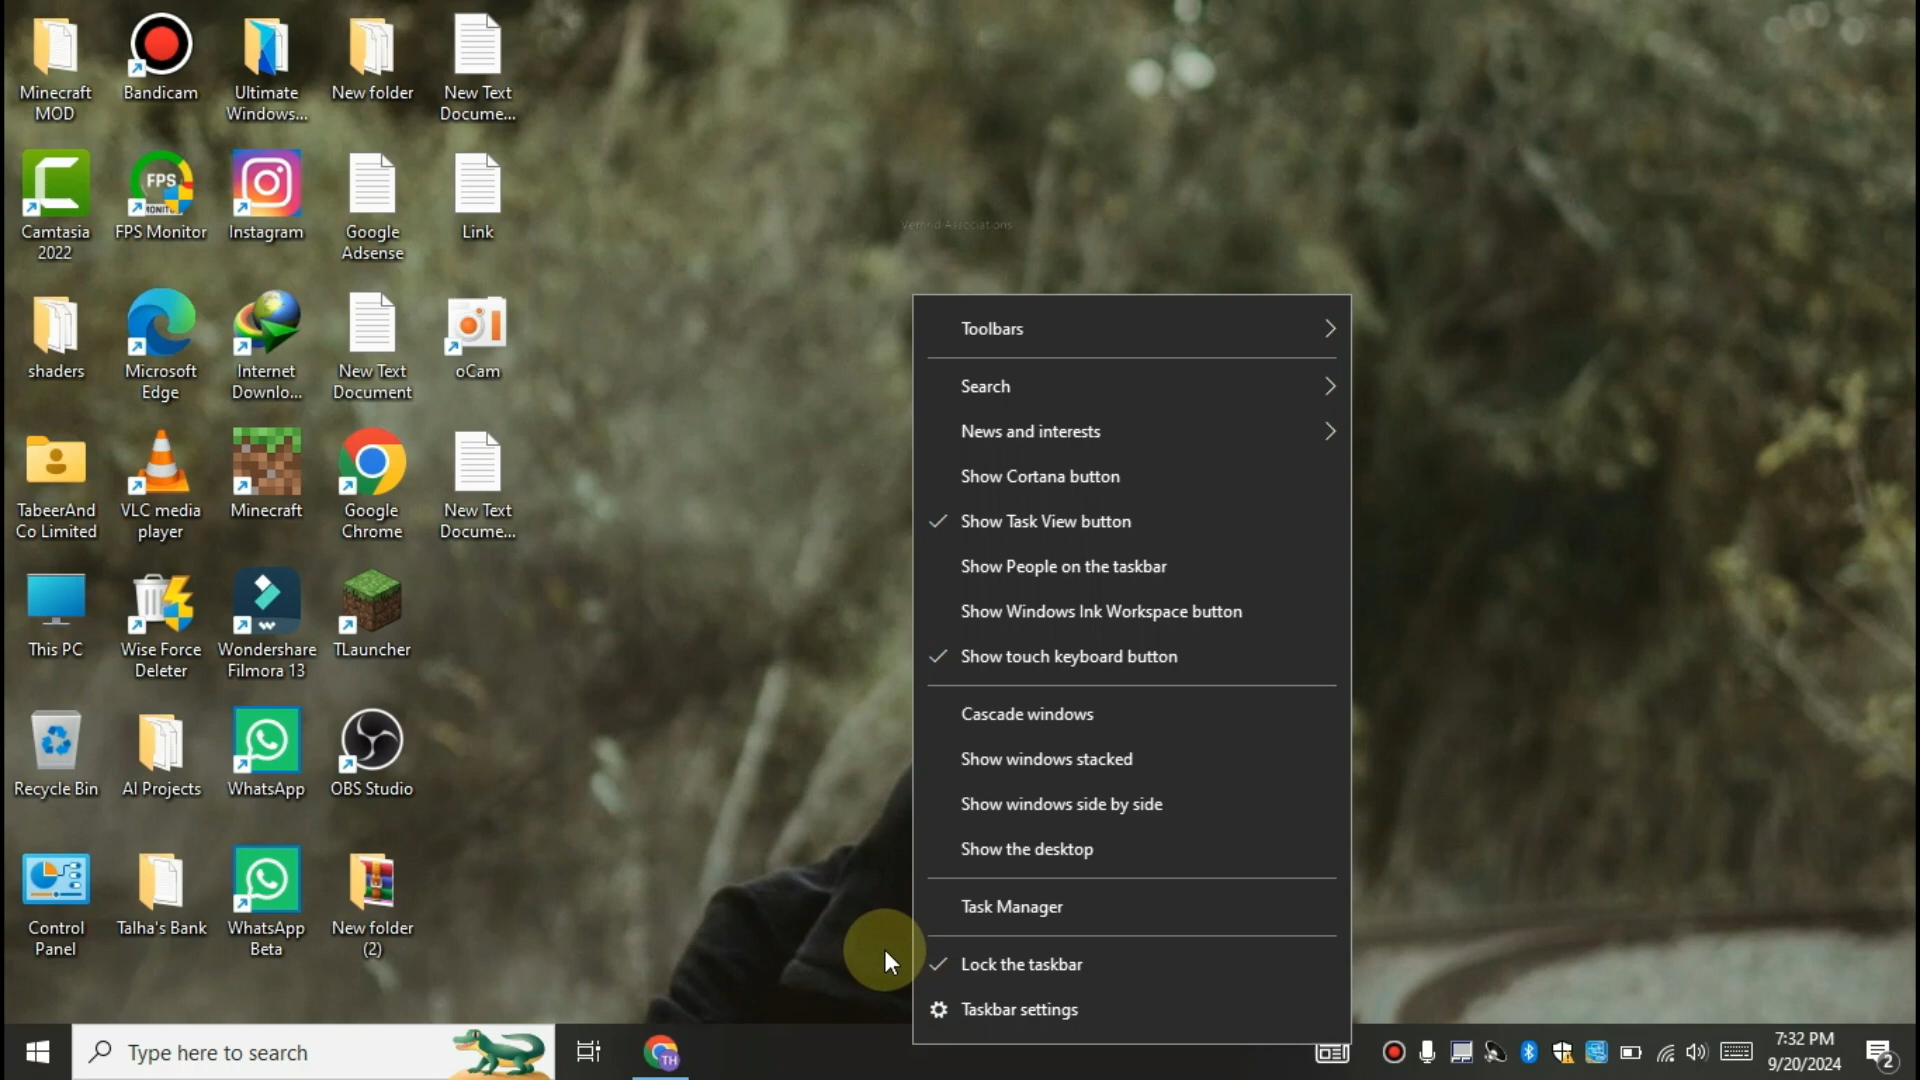 Minecraft
MOD
Bandicam
Ultimate
Windows...
New folder
New Text
Docume...
Camtasia
2022
FPS
MONITOR
FPS Monitor
Instagram
Google
Adsense
Link
shaders
Microsoft
Edge
Internet
Downlo...
New Text
Document
oCam
TabeerAnd
Co Limited
VLC media
player
Minecraft
Google
Chrome
New Text
Docume...
This PC
Wise Force
Deleter
Wondershare
Filmora 13
TLauncher
Recycle Bin
AI Projects
WhatsApp
OBS Studio
Control
Panel
Talha's Bank
WhatsApp
Beta
New folder
(2)
Toolbars
Search
News and interests
Show Cortana button
Show Task View button
Show People on the taskbar
Show Windows Ink Workspace button
Show touch keyboard button
Cascade windows
Show windows stacked
Show windows side by side
Show the desktop
Task Manager
Lock the taskbar
Taskbar settings
Type here to search
TH
7:32 PM
9/20/2024
2